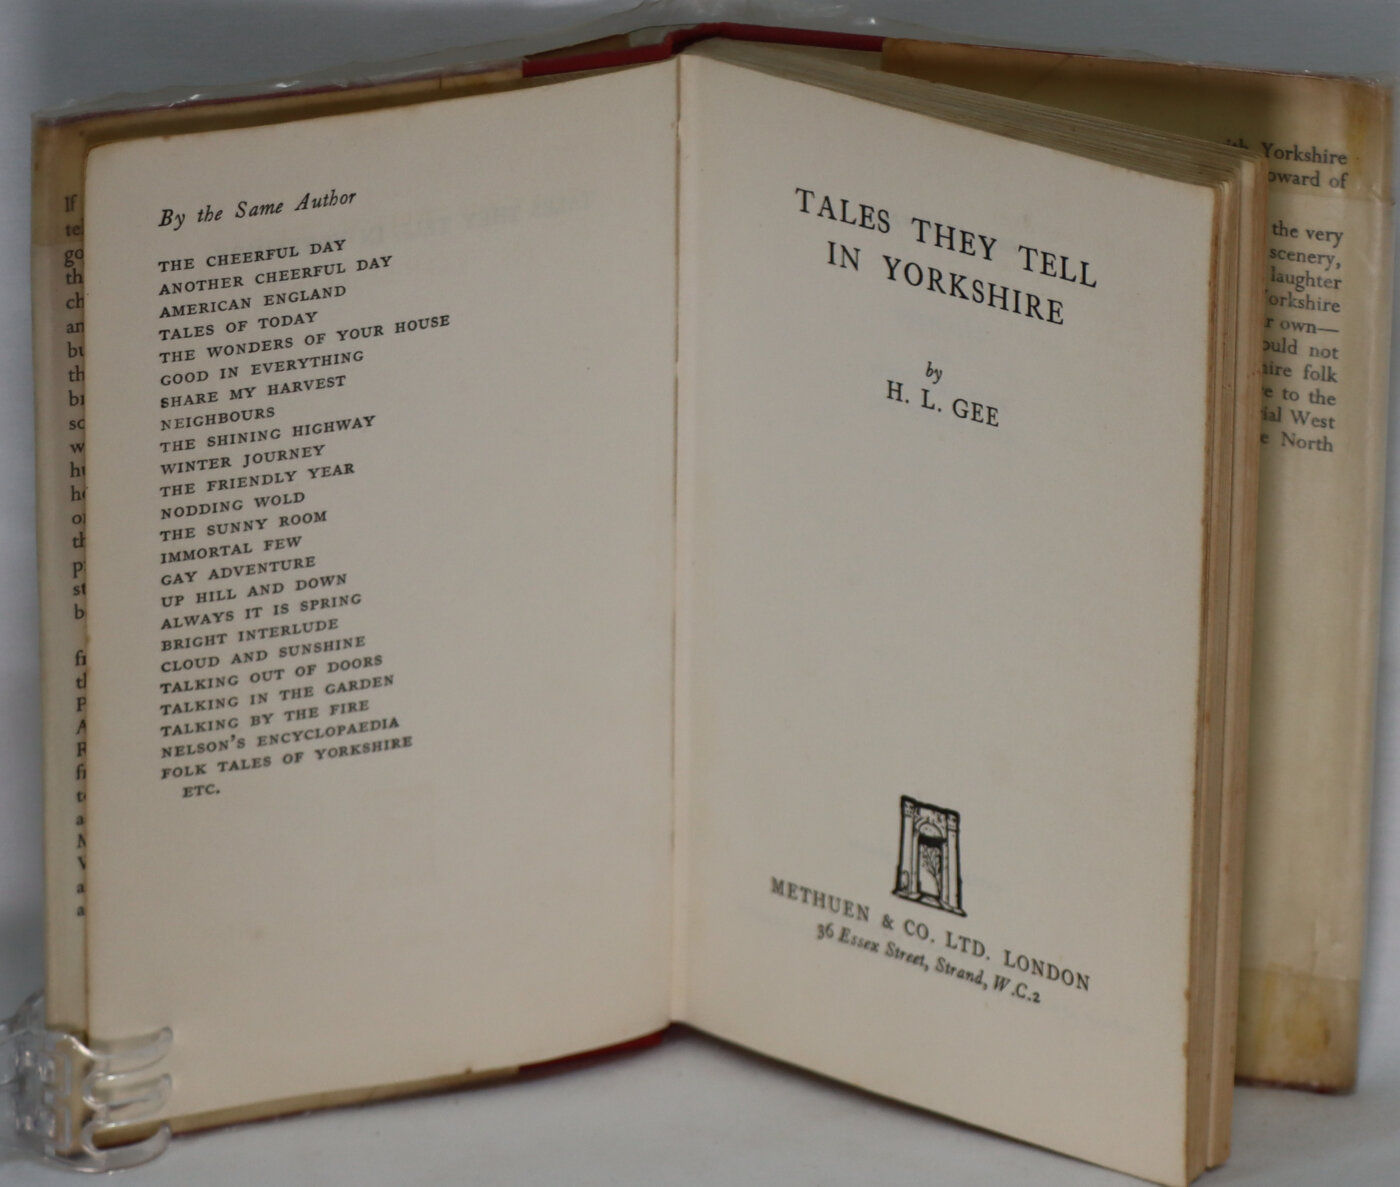 By the Same Author
THE CHEERFUL DAY
ANOTHER CHEERFUL DAY
AMERICAN ENGLAND
TALES OF TODAY
THE WONDERS OF YOUR HOUSE
GOOD IN EVERYTHING
SHARE MY HARVEST
NEIGHBOURS
THE SHINING HIGHWAY
WINTER JOURNEY
THE FRIENDLY YEAR
NODDING WOLD
THE SUNNY ROOM
IMMORTAL FEW
GAY ADVENTURE
UP HILL AND DOWN
ALWAYS IT IS SPRING
BRIGHT INTERLUDE
CLOUD AND SUNSHINE
TALKING OUT OF DOORS
TALKING IN THE GARDEN
TALKING BY THE FIRE
NELSON'S ENCYCLOPAEDIA
FOLK TALES OF YORKSHIRE
ETC.
TALES THEY TELL
IN YORKSHIRE
by
H. L. GEE
METHUEN & CO. LTD. LONDON
36 Essex Street, Strand, W.C.2
If
Yorkshire
of
the very
scenery,
laughter
Yorkshire
own—
not
folk
to the
West
North